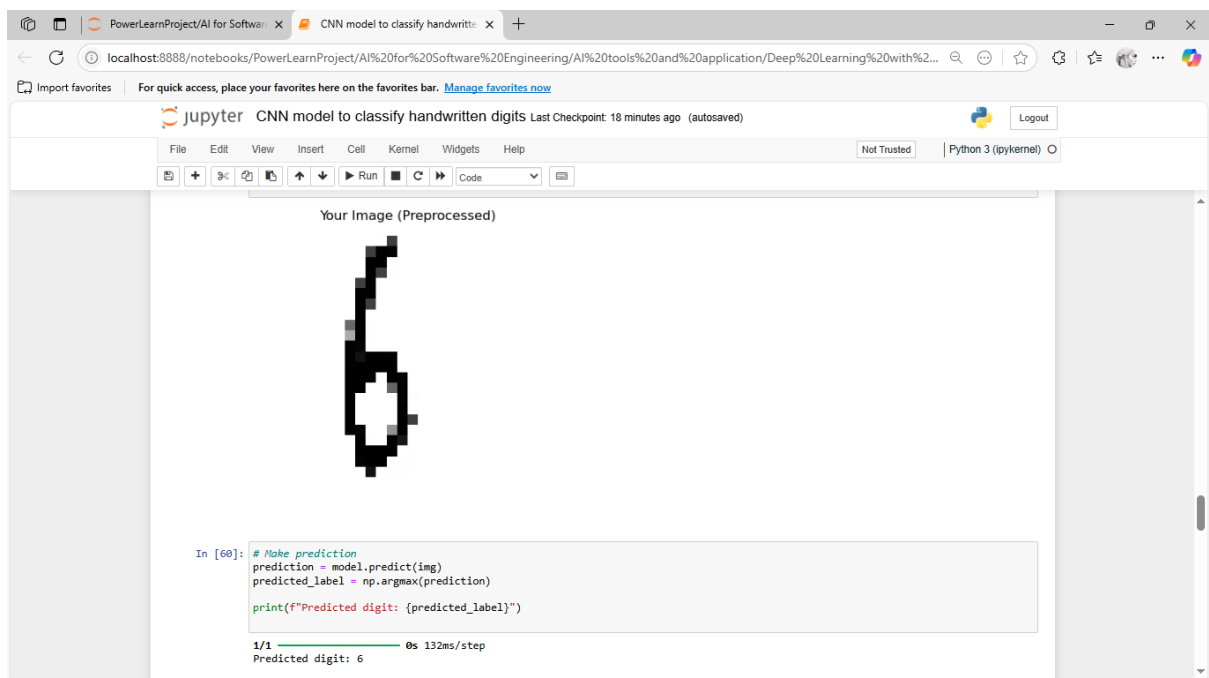 PowerLearnProject/AI for Softwar
CNN model to classify handwritte
localhost:8888/notebooks/PowerLearnProject/AI%20for%20Software%20Engineering/AI%20tools%20and%20application/Deep%20Learning%20with%2...
Import favorites For quick access, place your favorites here on the favorites bar. Manage favorites now
jupyter CNN model to classify handwritten digits Last Checkpoint: 18 minutes ago (autosaved) Logout
File Edit View Insert Cell Kernel Widgets Help Not Trusted Python 3 (ipykernel)
Run Code
Your Image (Preprocessed)
6
In [60]: # Make prediction
prediction = model.predict(img)
predicted_label = np.argmax(prediction)
print(f"Predicted digit: {predicted_label}")
1/1 0s 132ms/step
Predicted digit: 6